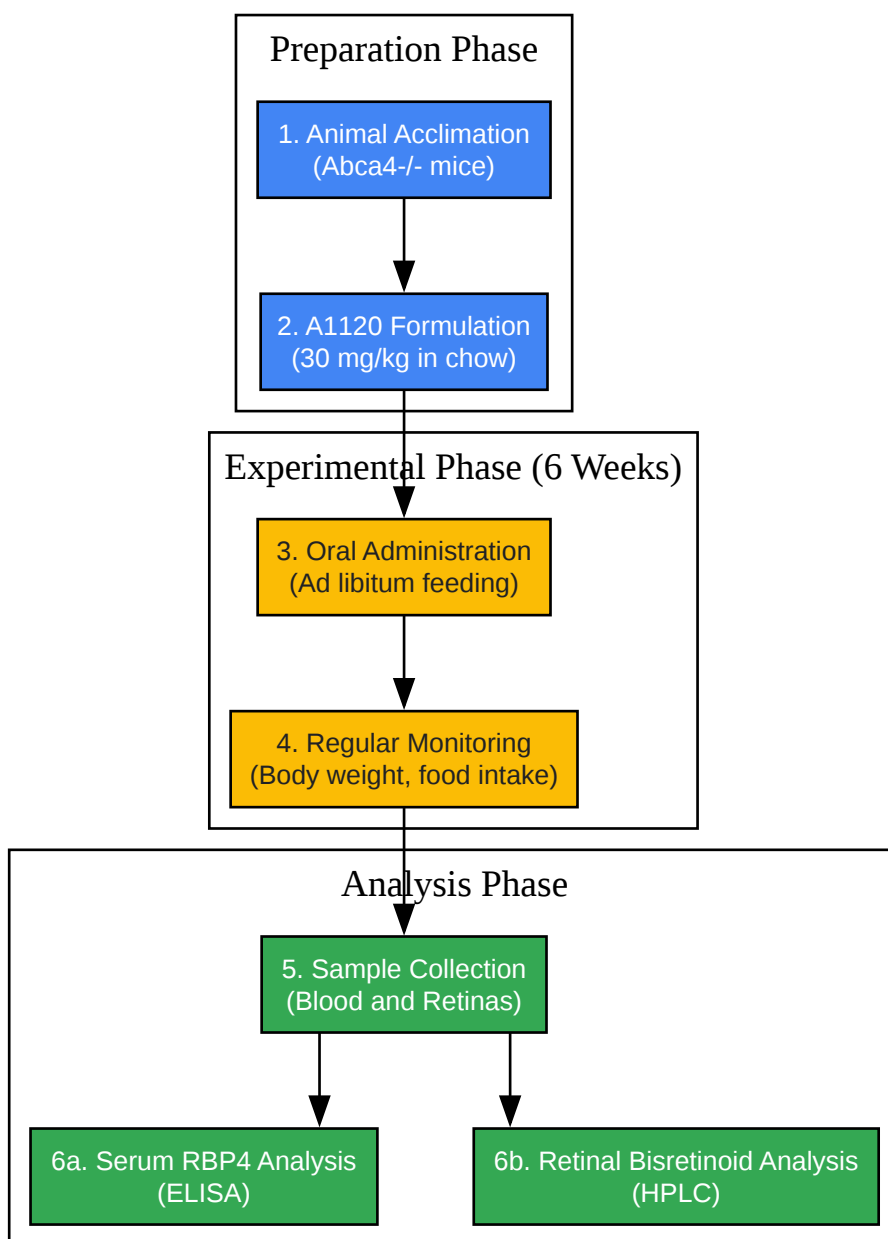 Preparation Phase
1. Animal Acclimation
(Abca4-/- mice)
2. A1120 Formulation
(30 mg/kg in chow)
Experimental Phase (6 Weeks)
3. Oral Administration
(Ad libitum feeding)
4. Regular Monitoring
(Body weight, food intake)
Analysis Phase
5. Sample Collection
(Blood and Retinas)
6a. Serum RBP4 Analysis
(ELISA)
6b. Retinal Bisretinoid Analysis
(HPLC)